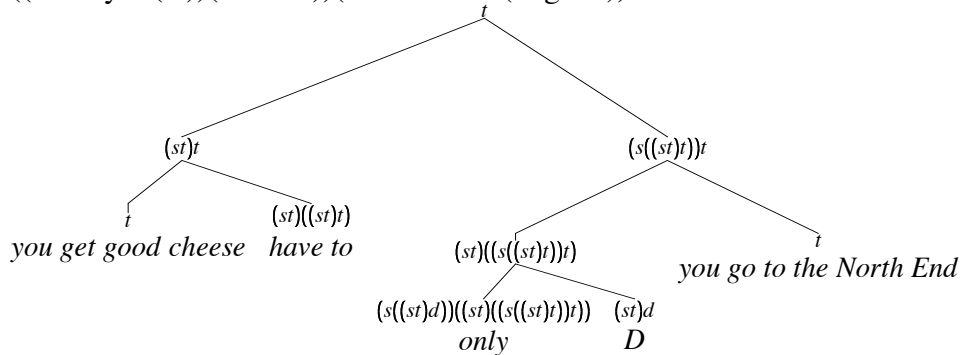 t
(st)t (s((st)t))t
t (st)((st)t)
you get good cheese have to
(st)((s((st)t))t) t
you go to the North End
(s((st)d))((st)((s((st)t))t)) (st)d
only D